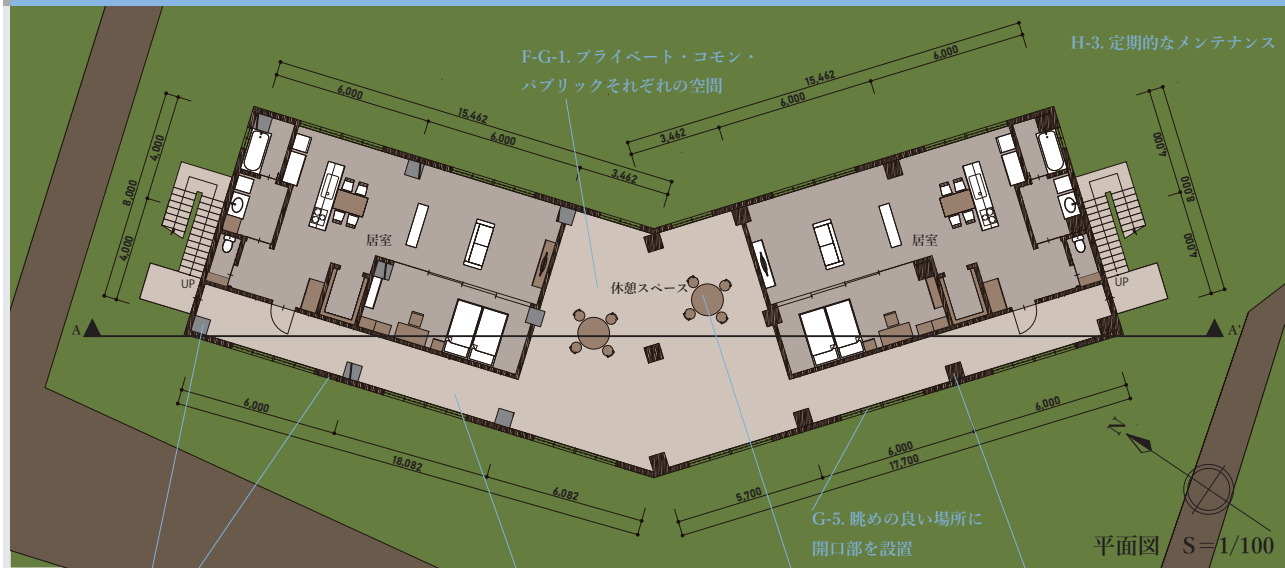 F-G-1. プライベート・コモン・
パブリックそれぞれの空間
H-3. 定期的なメンテナンス
6,000
15,462
6,000
3,462
6,000
15,462
6,000
3,462
4,000
8,000
4,000
4,000
8,000
4,000
居室
居室
休憩スペース
UP
UP
A
A'
6,000
18,082
6,082
6,000
6,000
17,700
5,700
N
G-5. 眺めの良い場所に
開口部を設置
平面図 S=1/100